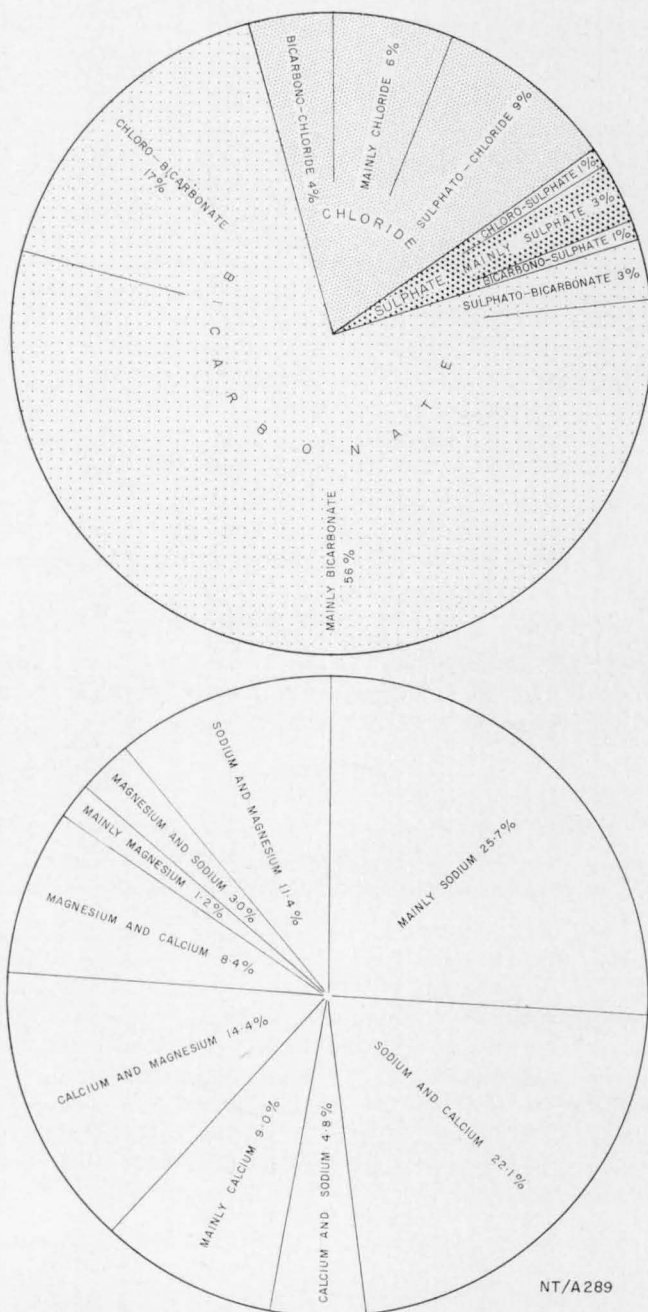 BICARBONO-CHLORIDE 4%
MAINLY CHLORIDE 6%
SULPHATO-CHLORIDE 9%
CHLORIDE
CHLORO-SULPHATE 1%
SULPHATE
MAINLY SULPHATE 3%
BICARBONO-SULPHATE 1%
SULPHATO-BICARBONATE 3%
CHLORO-BICARBONATE
17%
BICARBONATE
MAINLY BICARBONATE
56%
SODIUM AND MAGNESIUM 11·4%
MAGNESIUM AND SODIUM 3·0%
MAINLY MAGNESIUM 1·2%
MAGNESIUM AND CALCIUM 8·4%
CALCIUM AND MAGNESIUM 14·4%
MAINLY CALCIUM 9·0%
CALCIUM AND SODIUM 4·8%
SODIUM AND CALCIUM 22·1%
MAINLY SODIUM 25·7%
NT/A289